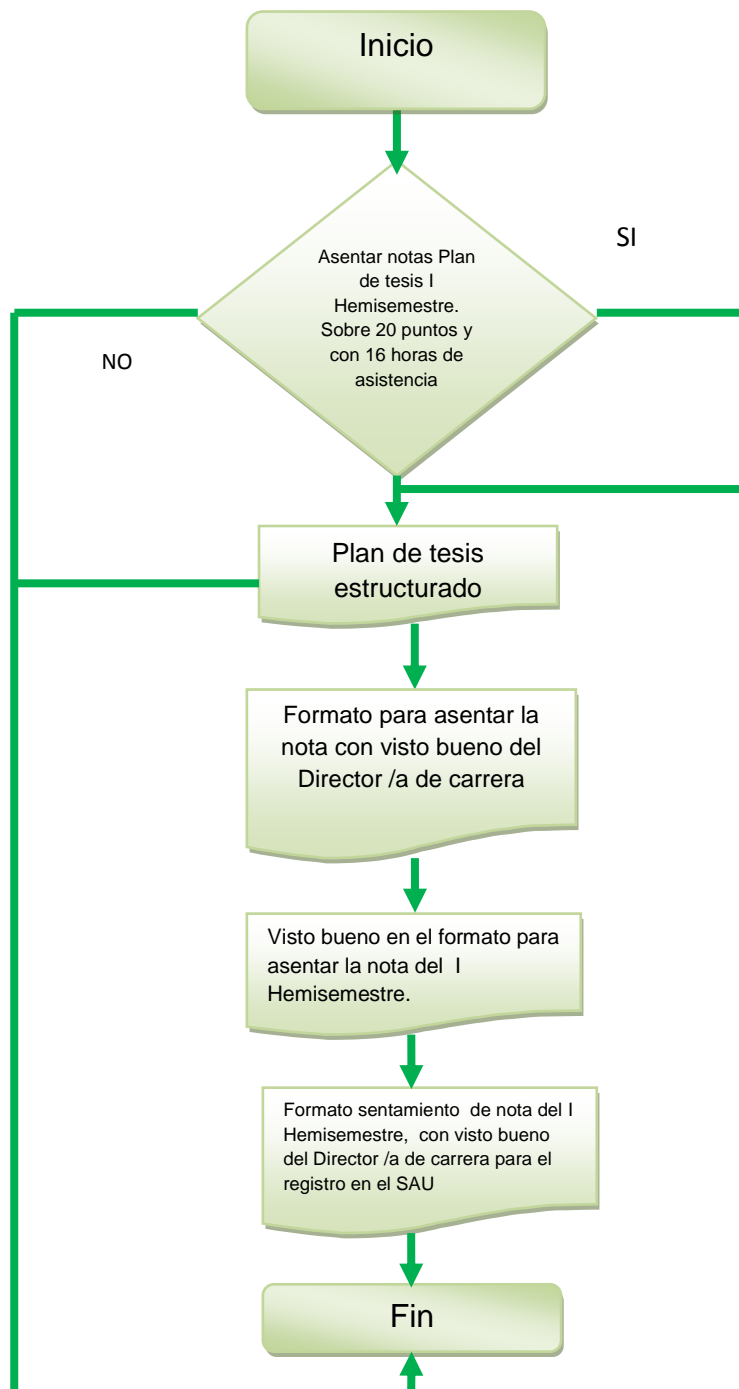 Inicio
SI
Asentar notas Plan
de tesis I
Hemisemestre.
Sobre 20 puntos y
con 16 horas de
asistencia
NO
Plan de tesis
estructurado
Formato para asentar la
nota con visto bueno del
Director /a de carrera
Visto bueno en el formato para
asentar la nota del  I
Hemisemestre.
Formato sentamiento  de nota del I
Hemisemestre,  con visto bueno
del Director /a de carrera para el
registro en el SAU
Fin